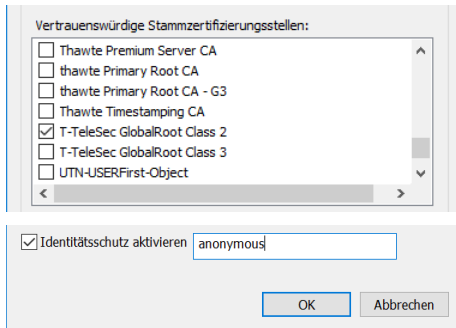 Vertrauenswürdige Stammzertifizierungsstellen:
Thawte Premium Server CA
thawte Primary Root CA
thawte Primary Root CA - G3
Thawte Timestamping CA
T-TeleSec GlobalRoot Class 2
T-TeleSec GlobalRoot Class 3
UTN-USERFirst-Object
Identitätsschutz aktivieren anonymous
OK Abbrechen